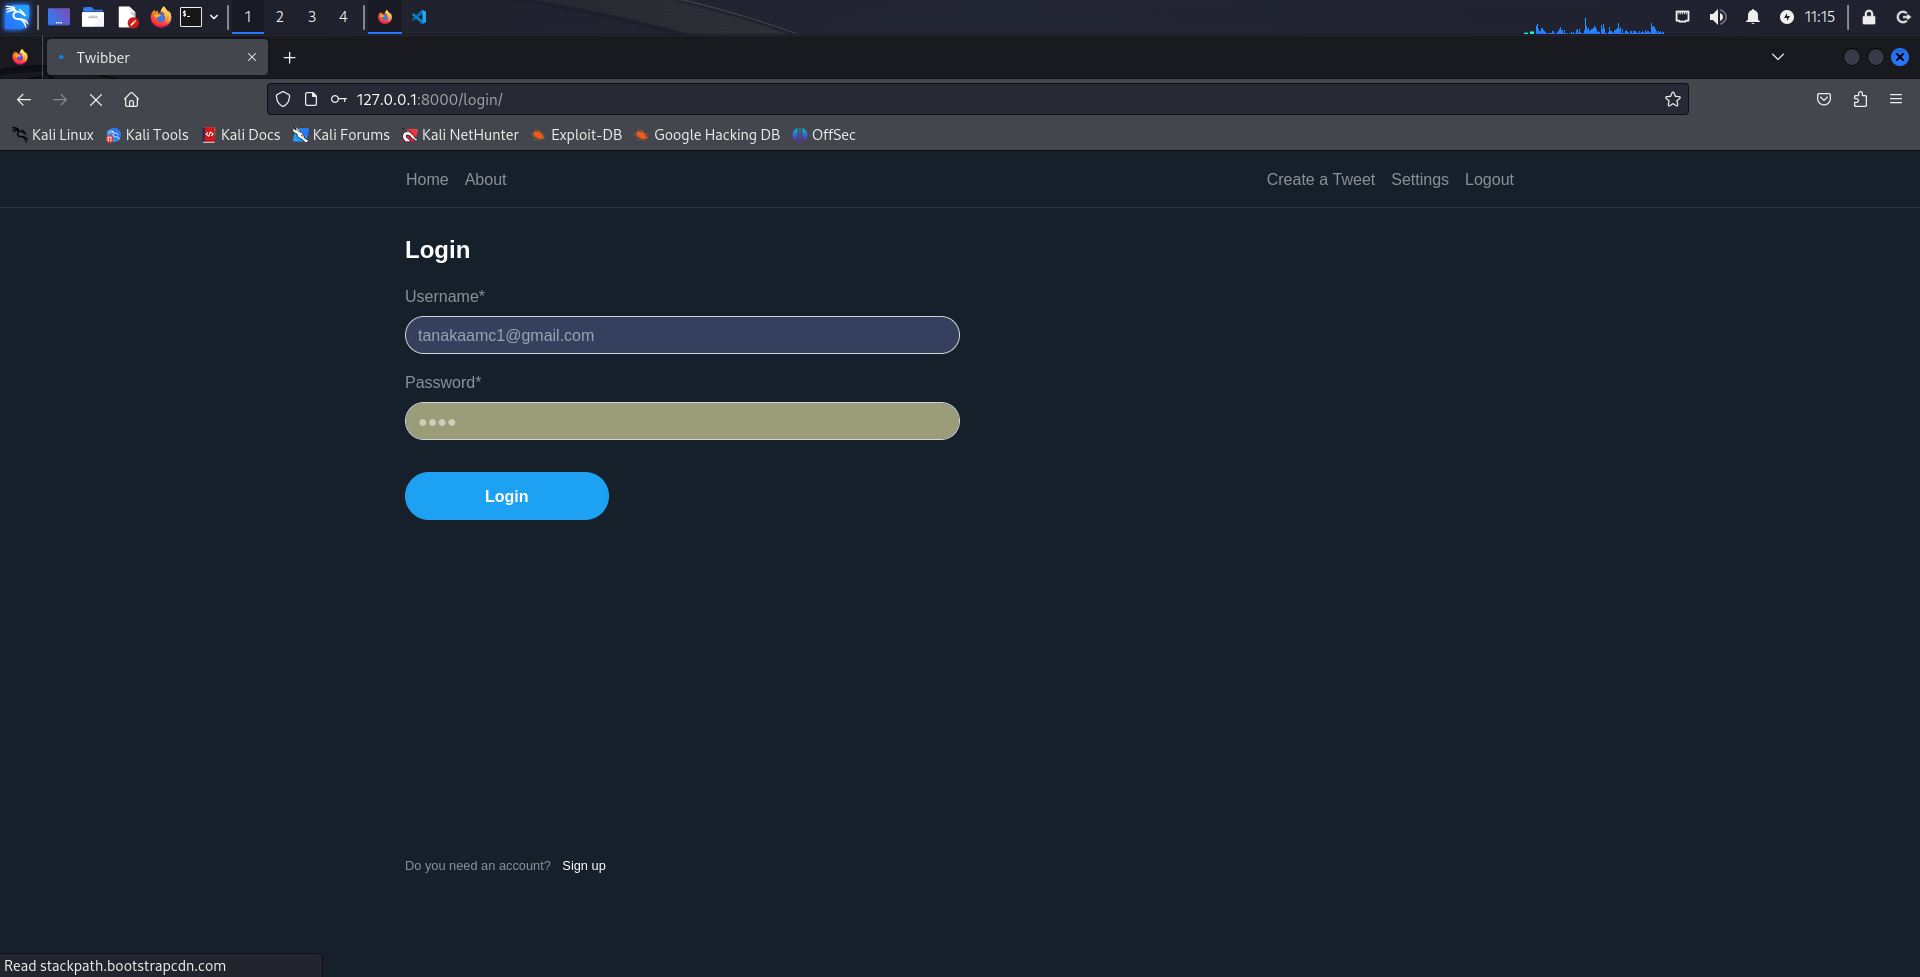 1 2 3 4 11:15
Twibber
127.0.0.1:8000/login/
Kali Linux Kali Tools Kali Docs Kali Forums Kali NetHunter Exploit-DB Google Hacking DB OffSec
Home About Create a Tweet Settings Logout
Login
Username*
tanakaamc1@gmail.com
Password*
••••
Login
Do you need an account? Sign up
Read stackpath.bootstrapcdn.com